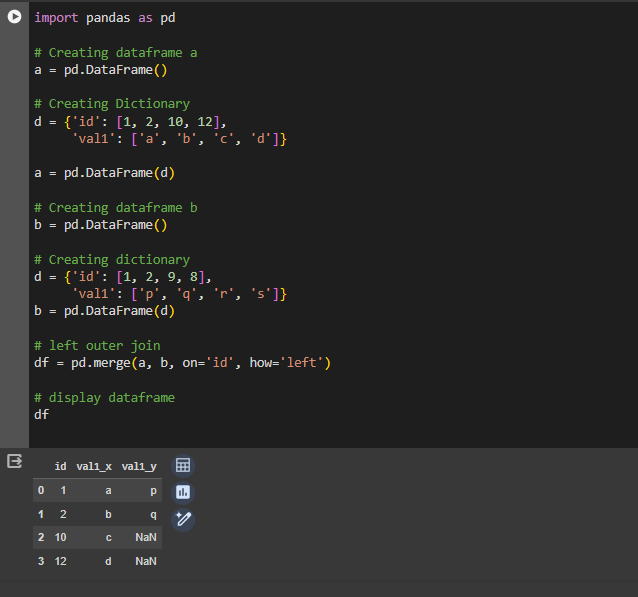 import pandas as pd
# Creating dataframe a
a = pd.DataFrame()
# Creating Dictionary
d = {'id': [1, 2, 10, 12],
'val1': ['a', 'b', 'c', 'd']}
a = pd.DataFrame(d)
# Creating dataframe b
b = pd.DataFrame()
# Creating dictionary
d = {'id': [1, 2, 9, 8],
'val1': ['p', 'q', 'r', 's']}
b = pd.DataFrame(d)
# left outer join
df = pd.merge(a, b, on='id', how='left')
# display dataframe
df
id val1_x val1_y
0 1 a p
1 2 b q
2 10 c NaN
3 12 d NaN